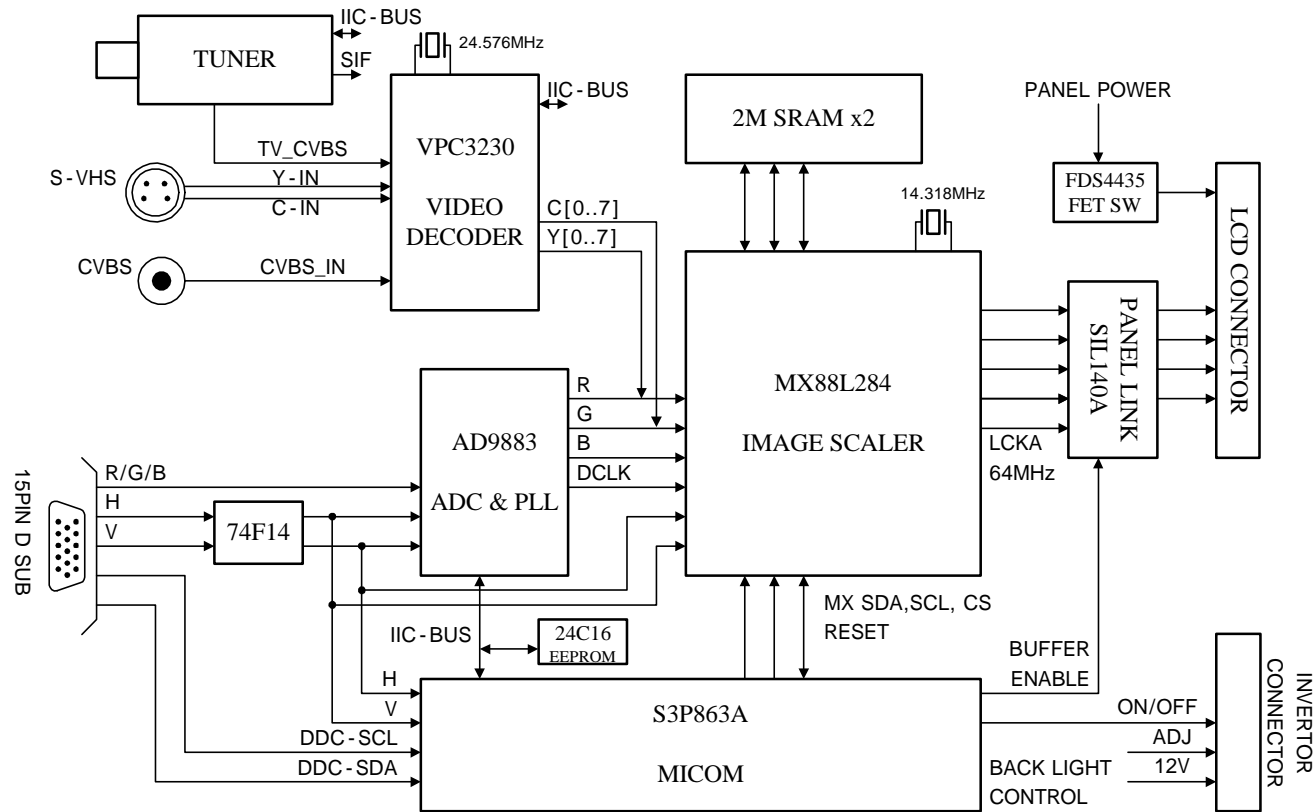 IIC-BUS
TUNER
SIF
24.576MHz
IIC-BUS
TV_CVBS
S-VHS
Y-IN
C-IN
CVBS
CVBS_IN
VPC3230
VIDEO
DECODER
C[0..7]
Y[0..7]
2M SRAM x2
14.318MHz
PANEL POWER
FDS4435
FET SW
LCD CONNECTOR
MX88L284
IMAGE SCALER
PANEL LINK
SIL140A
LCKA
64MHz
R
G
B
DCLK
AD9883
ADC & PLL
15PIN D SUB
R/G/B
H
V
74F14
IIC-BUS
24C16
EEPROM
MX SDA,SCL, CS
RESET
H
V
DDC-SCL
DDC-SDA
S3P863A
MICOM
BUFFER
ENABLE
ON/OFF
ADJ
12V
BACK LIGHT
CONTROL
INVERTOR
CONNECTOR